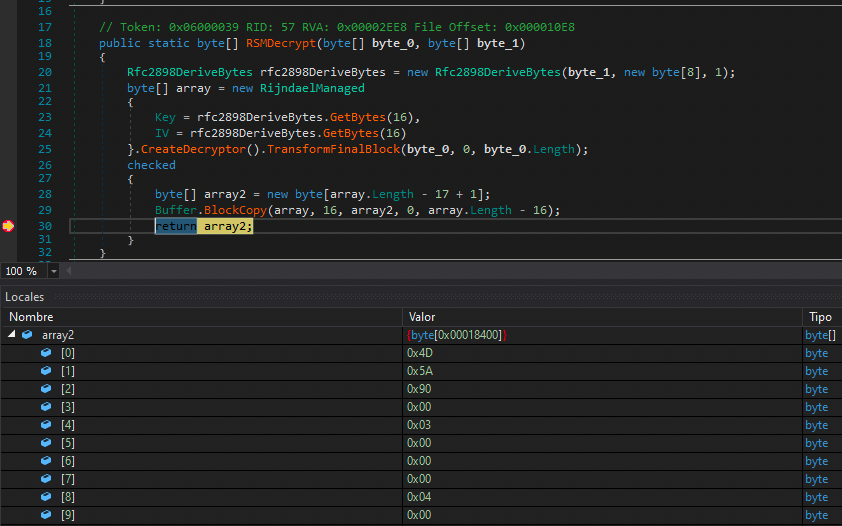 16
17 // Token: 0x06000039 RID: 57 RVA: 0x00002EE8 File Offset: 0x000010E8
18 public static byte[] RSMDecrypt(byte[] byte_0, byte[] byte_1)
19 {
20 Rfc2898DeriveBytes rfc2898DeriveBytes = new Rfc2898DeriveBytes(byte_1, new byte[8], 1);
21 byte[] array = new RijndaelManaged
22 {
23 Key = rfc2898DeriveBytes.GetBytes(16),
24 IV = rfc2898DeriveBytes.GetBytes(16)
25 }.CreateDecryptor().TransformFinalBlock(byte_0, 0, byte_0.Length);
26 checked
27 {
28 byte[] array2 = new byte[array.Length - 17 + 1];
29 Buffer.BlockCopy(array, 16, array2, 0, array.Length - 16);
30 return array2;
31 }
32 }
100 %
Locales
Nombre Valor Tipo
array2 {byte[0x00018400]} byte[]
[0] 0x4D byte
[1] 0x5A byte
[2] 0x90 byte
[3] 0x00 byte
[4] 0x03 byte
[5] 0x00 byte
[6] 0x00 byte
[7] 0x00 byte
[8] 0x04 byte
[9] 0x00 byte